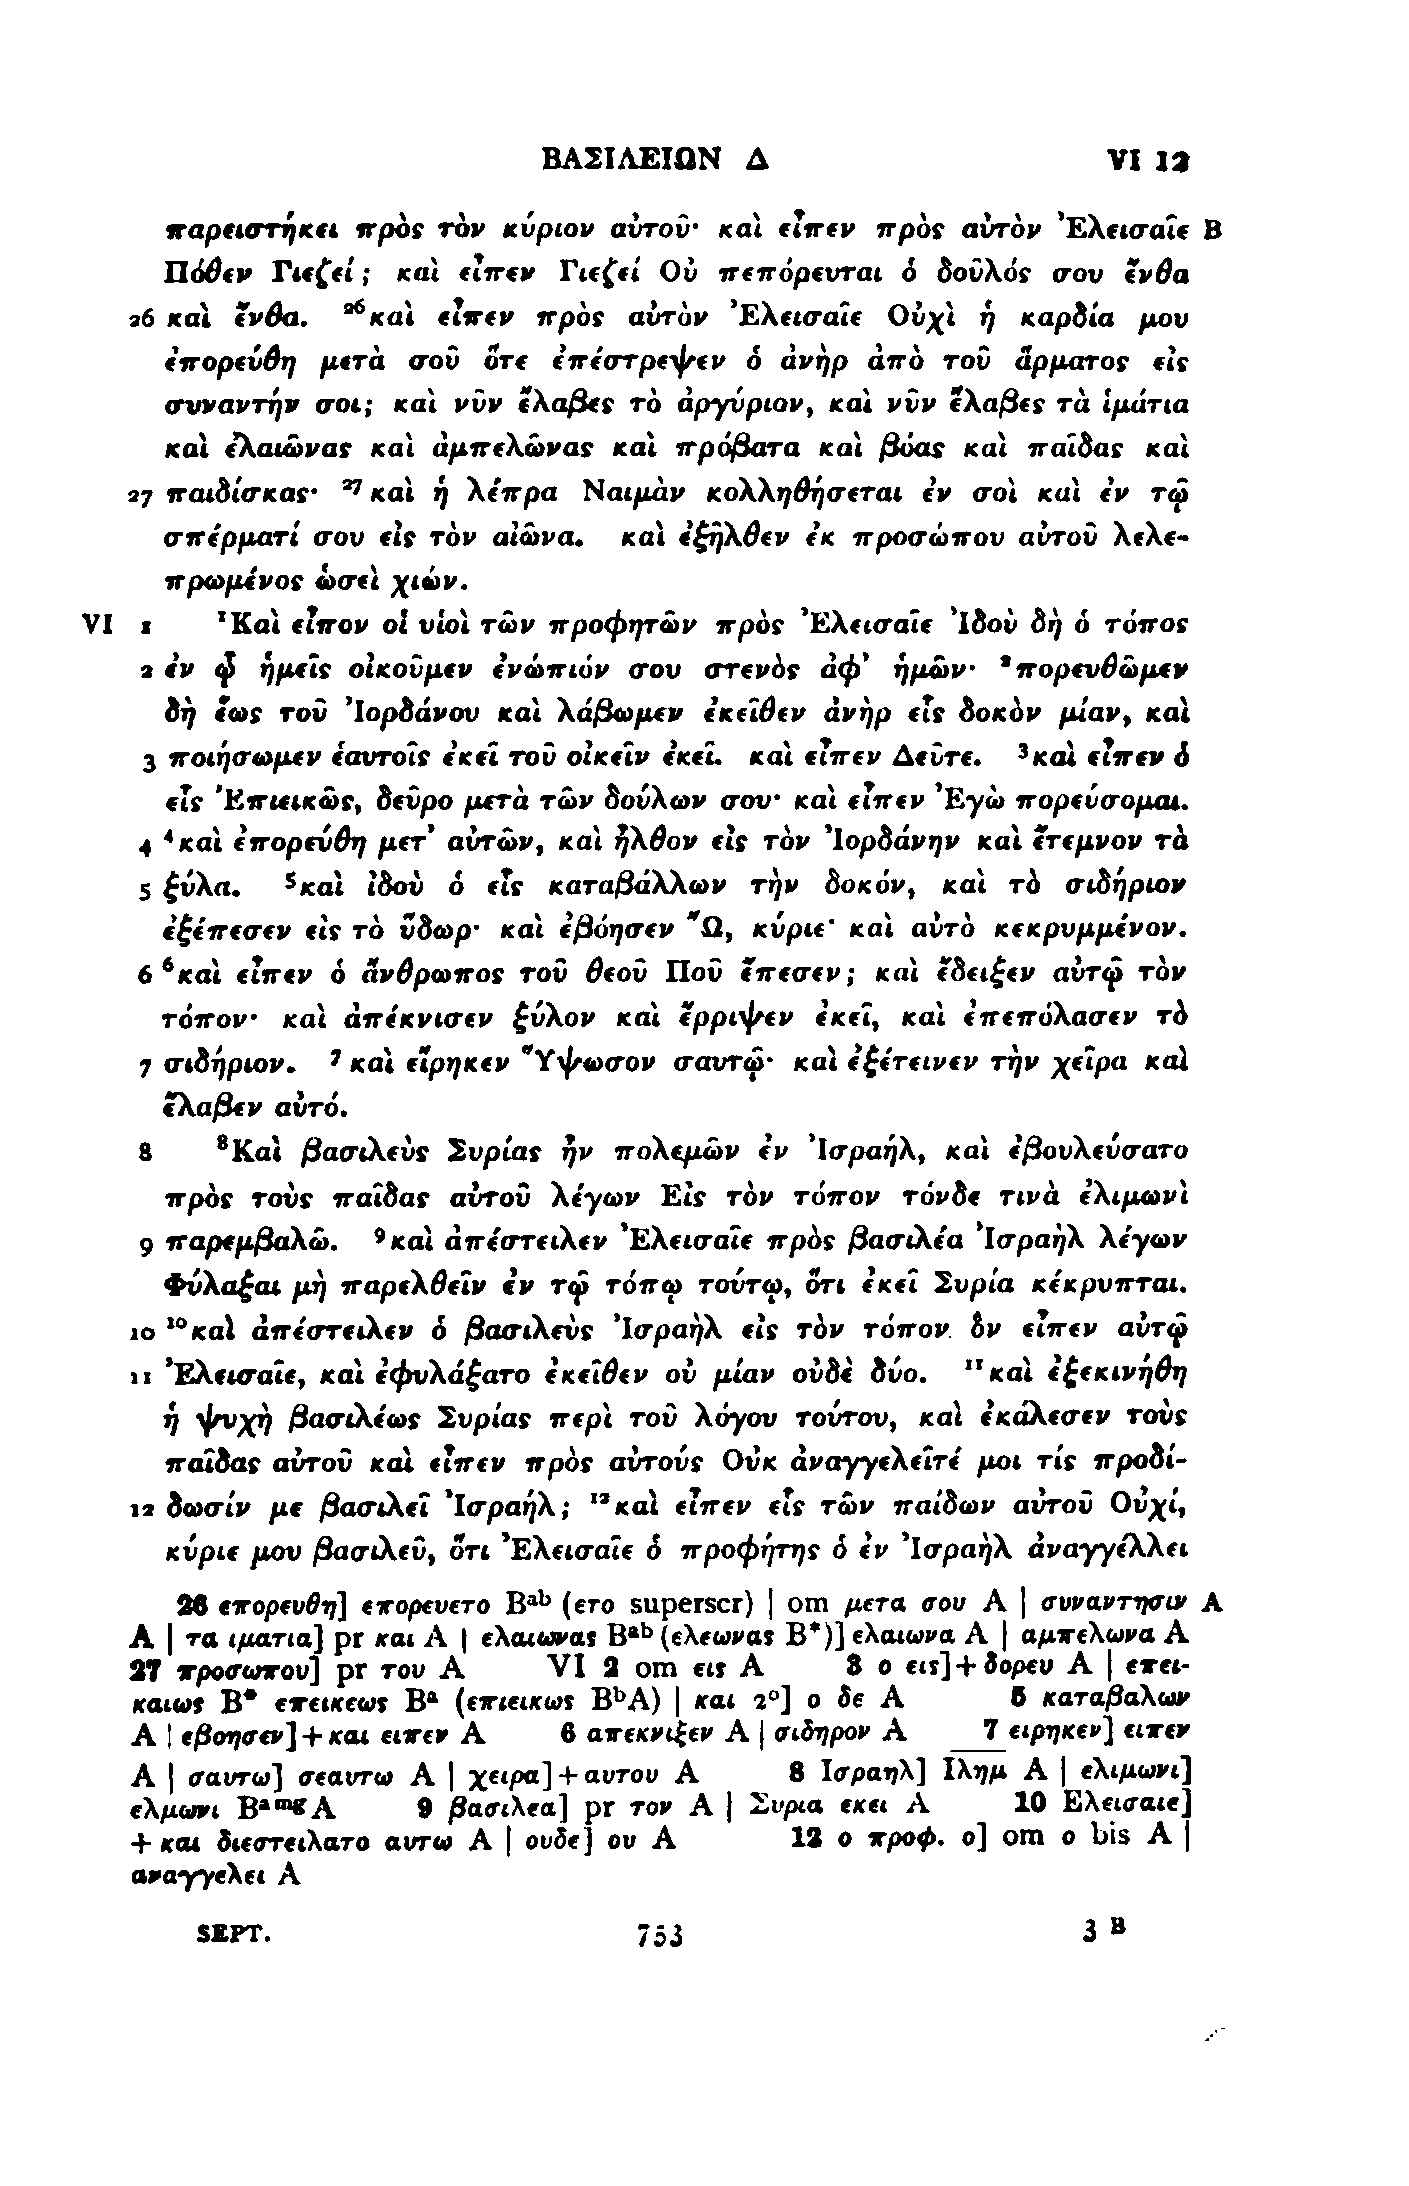 ΒΑΣΙΛΕΙΩΝ Δ VI 12
παρειστήκει πρὸς τὸν κύριον αὐτοῦ· καὶ εἶπεν πρὸς αὐτὸν Ἐλεισαῖε B
Πόθεν Γιεζεί; καὶ εἶπεν Γιεζεί Οὐ πεπόρευται ὁ δοῦλός σου ἔνθα
26 καὶ ἔνθα. ²⁶καὶ εἶπεν πρὸς αὐτὸν Ἐλεισαῖε Οὐχὶ ἡ καρδία μου
ἐπορεύθη μετὰ σοῦ ὅτε ἐπέστρεψεν ὁ ἀνὴρ ἀπὸ τοῦ ἅρματος εἰς
συναντήν σοι; καὶ νῦν ἔλαβες τὸ ἀργύριον, καὶ νῦν ἔλαβες τὰ ἱμάτια
καὶ ἐλαιῶνας καὶ ἀμπελῶνας καὶ πρόβατα καὶ βόας καὶ παῖδας καὶ
27 παιδίσκας· ²⁷καὶ ἡ λέπρα Ναιμὰν κολληθήσεται ἐν σοὶ καὶ ἐν τῷ
σπέρματί σου εἰς τὸν αἰῶνα. καὶ ἐξῆλθεν ἐκ προσώπου αὐτοῦ λελε-
πρωμένος ὡσεὶ χιών.
VI 1 ¹Καὶ εἶπον οἱ υἱοὶ τῶν προφητῶν πρὸς Ἐλεισαῖε Ἰδοὺ δὴ ὁ τόπος
2 ἐν ᾧ ἡμεῖς οἰκοῦμεν ἐνώπιόν σου στενὸς ἀφ’ ἡμῶν· ²πορευθῶμεν
δὴ ἕως τοῦ Ἰορδάνου καὶ λάβωμεν ἐκεῖθεν ἀνὴρ εἷς δοκὸν μίαν, καὶ
3 ποιήσωμεν ἑαυτοῖς ἐκεῖ τοῦ οἰκεῖν ἐκεῖ. καὶ εἶπεν Δεῦτε. ³καὶ εἶπεν ὁ
εἷς Ἐπιεικῶς, δεῦρο μετὰ τῶν δούλων σου· καὶ εἶπεν Ἐγὼ πορεύσομαι.
4 ⁴καὶ ἐπορεύθη μετ’ αὐτῶν, καὶ ἦλθον εἰς τὸν Ἰορδάνην καὶ ἔτεμνον τὰ
5 ξύλα. ⁵καὶ ἰδοὺ ὁ εἷς καταβάλλων τὴν δοκόν, καὶ τὸ σιδήριον
ἐξέπεσεν εἰς τὸ ὕδωρ· καὶ ἐβόησεν Ὦ, κύριε· καὶ αὐτὸ κεκρυμμένον.
6 ⁶καὶ εἶπεν ὁ ἄνθρωπος τοῦ θεοῦ Ποῦ ἔπεσεν; καὶ ἔδειξεν αὐτῷ τὸν
τόπον· καὶ ἀπέκνισεν ξύλον καὶ ἔρριψεν ἐκεῖ, καὶ ἐπεπόλασεν τὸ
7 σιδήριον. ⁷καὶ εἴρηκεν Ὕψωσον σαυτῷ· καὶ ἐξέτεινεν τὴν χεῖρα καὶ
ἔλαβεν αὐτό.
8 ⁸Καὶ βασιλεὺς Συρίας ἦν πολεμῶν ἐν Ἰσραήλ, καὶ ἐβουλεύσατο
πρὸς τοὺς παῖδας αὐτοῦ λέγων Εἰς τὸν τόπον τόνδε τινὰ ἐλιμωνὶ
9 παρεμβαλῶ. ⁹καὶ ἀπέστειλεν Ἐλεισαῖε πρὸς βασιλέα Ἰσραὴλ λέγων
Φύλαξαι μὴ παρελθεῖν ἐν τῷ τόπῳ τούτῳ, ὅτι ἐκεῖ Συρία κέκρυπται.
10 ¹⁰καὶ ἀπέστειλεν ὁ βασιλεὺς Ἰσραὴλ εἰς τὸν τόπον ὃν εἶπεν αὐτῷ
11 Ἐλεισαῖε, καὶ ἐφυλάξατο ἐκεῖθεν οὐ μίαν οὐδὲ δύο. ¹¹καὶ ἐξεκινήθη
ἡ ψυχὴ βασιλέως Συρίας περὶ τοῦ λόγου τούτου, καὶ ἐκάλεσεν τοὺς
παῖδας αὐτοῦ καὶ εἶπεν πρὸς αὐτούς Οὐκ ἀναγγελεῖτέ μοι τίς προδί-
12 δωσίν με βασιλεῖ Ἰσραήλ; ¹²καὶ εἶπεν εἷς τῶν παίδων αὐτοῦ Οὐχί,
κύριε μου βασιλεῦ, ὅτι Ἐλεισαῖε ὁ προφήτης ὁ ἐν Ἰσραὴλ ἀναγγέλλει
26 επορευθη] επορευετο Bᵃᵇ (ετο superscr) | om μετα σου A | συναντησιν A
A | τα ιματια] pr και A | ελαιωνας Bᵃᵇ (ελεωνας B*)] ελαιωνα A | αμπελωνα A
27 προσωπου] pr του A VI 2 om εις A 3 ο εις]+δορευ A | επει-
καιως B* επεικεως Bᵃ (επιεικως BᵇA) | και 2°] ο δε A 5 καταβαλων
A | εβοησεν]+και ειπεν A 6 απεκνιξεν A | σιδηρον A 7 ειρηκεν] ειπεν
A | σαυτω] σεαυτω A | χειρα]+αυτου A 8 Ισραηλ] Ιλημ A | ελιμωνι]
ελμωνι BᵃᵐᵍA 9 βασιλεα] pr τον A | Συρια εκει A 10 Ελεισαιε]
+και διεστειλατο αυτω A | ουδε] ου A 12 ο προφ. ο] om ο bis A |
αναγγελει A
SEPT. 753 3 B